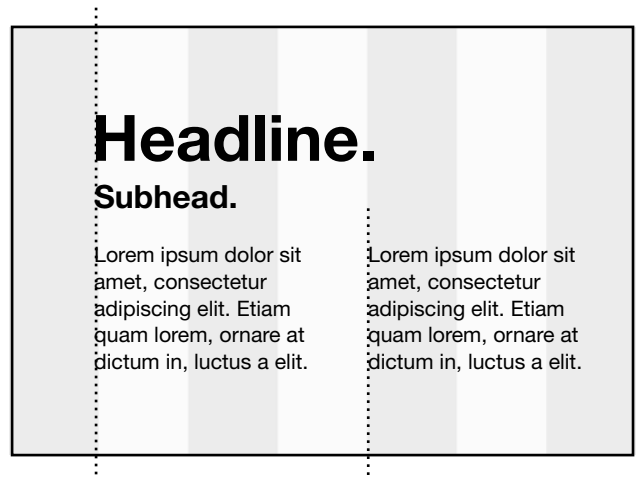 Headline.
Subhead.
Lorem ipsum dolor sit
amet, consectetur
adipiscing elit. Etiam
quam lorem, ornare at
dictum in, luctus a elit.
Lorem ipsum dolor sit
amet, consectetur
adipiscing elit. Etiam
quam lorem, ornare at
dictum in, luctus a elit.